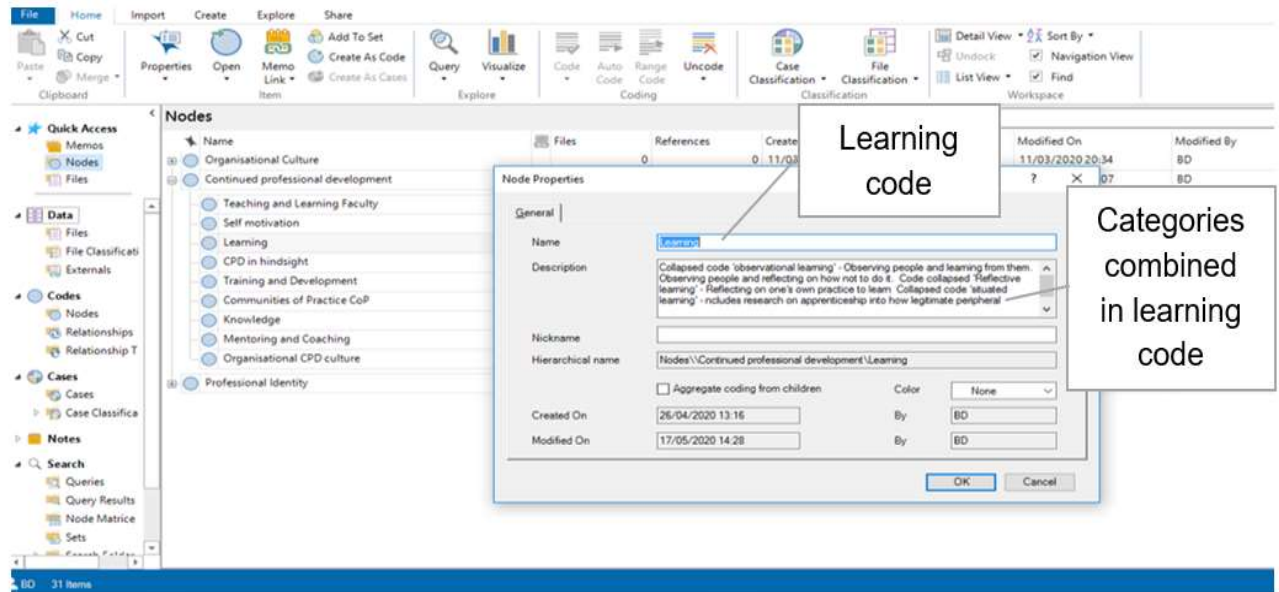 File Home Import Create Explore Share
Cut
Copy
Merge
Paste
Clipboard
Properties Open Memo Link
Add To Set
Create As Code
Create As Cases
Item
Query Visualize
Explore
Code Auto Code Range Code Uncode
Coding
Case Classification File Classification
Classification
Detail View Sort By
Undock Navigation View
List View Find
Workspace
Quick Access
Memos
Nodes
Files
Data
Files
File Classificati
Externals
Codes
Nodes
Relationships
Relationship T
Cases
Cases
Case Classifica
Notes
Search
Queries
Query Results
Node Matrice
Sets
Nodes
Name Files References Create Modified On Modified By
Organisational Culture 0 0 11/03 11/03/2020 20:34 BD
Continued professional development 07 BD
Teaching and Learning Faculty
Self motivation
Learning
CPD in hindsight
Training and Development
Communities of Practice CoP
Knowledge
Mentoring and Coaching
Organisational CPD culture
Professional Identity
Node Properties ?
General
Name Learning
Description Collapsed code 'observational learning' - Observing people and learning from them.
Observing people and reflecting on how not to do it. Code collapsed 'Reflective
learning' - Reflecting on one's own practice to learn Collapsed code 'situated
learning' - ncludes research on apprenticeship into how legitimate peripheral
Nickname
Hierarchical name Nodes\\Continued professional development\Learning
Aggregate coding from children Color None
Created On 26/04/2020 13:16 By BD
Modified On 17/05/2020 14:28 By BD
OK Cancel
Learning
code
Categories
combined
in learning
code
BD 31 Items